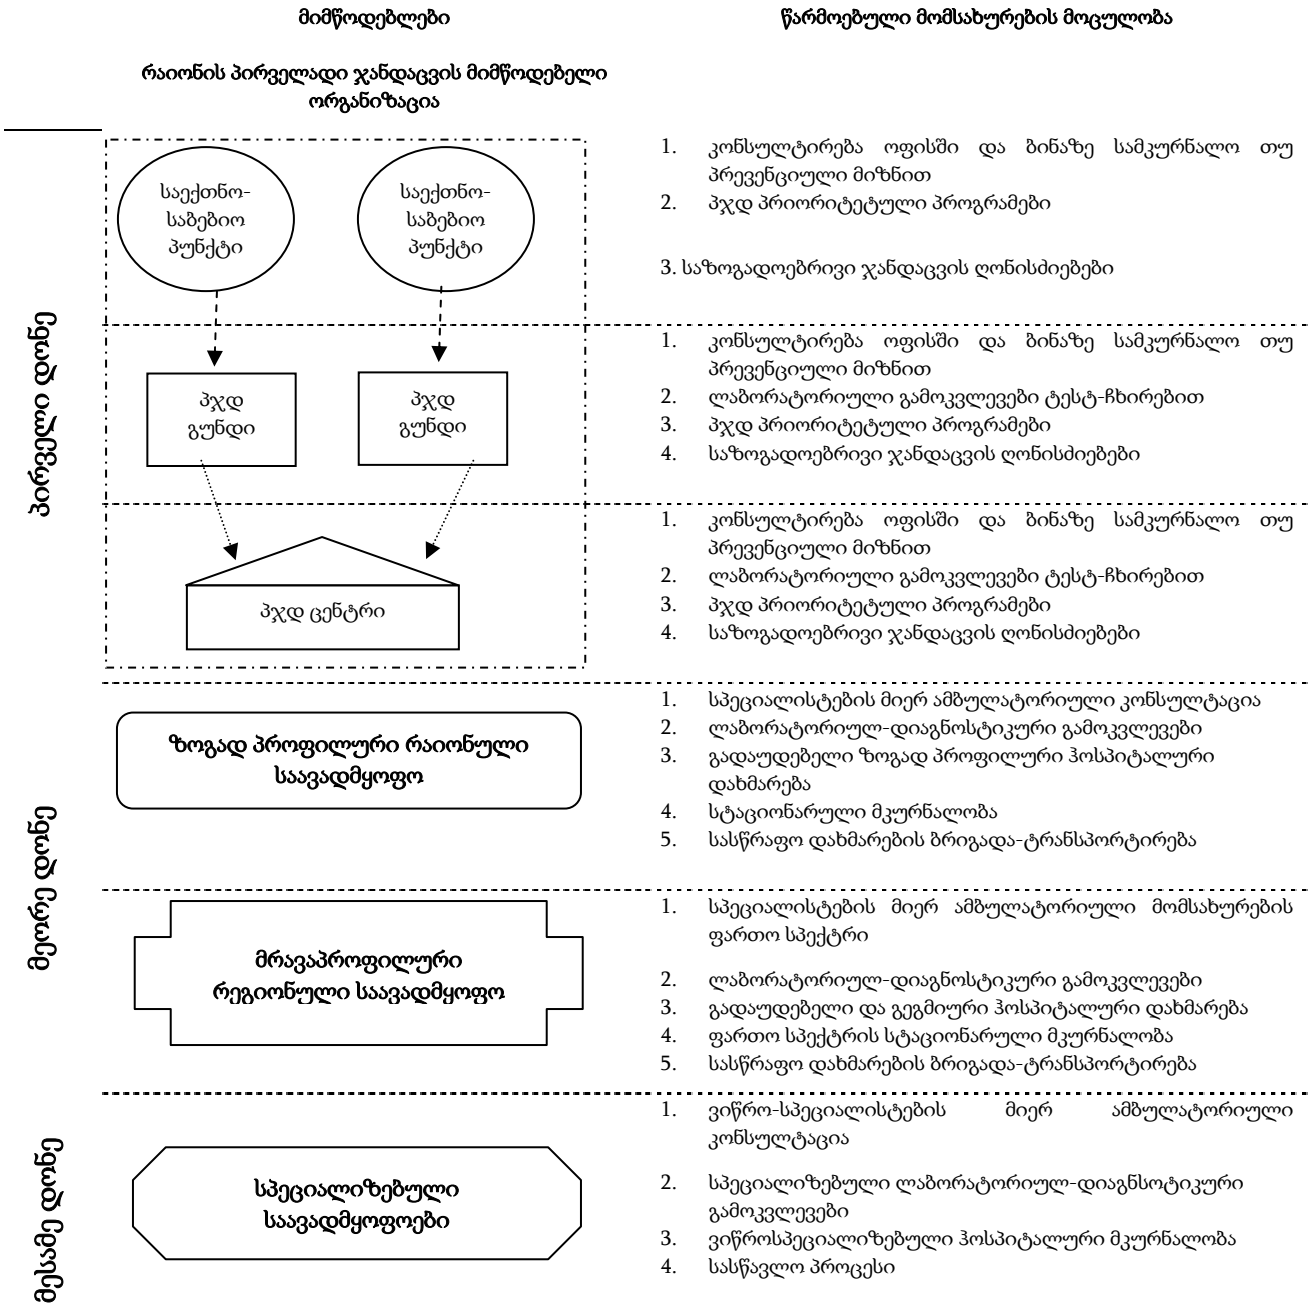 მიმწოდებლები
წარმოებული მომსახურების მოცულობა
რაიონის პირველადი ჯანდაცვის მიმწოდებელი
ორგანიზაცია
პირველი დონე
საექთნო-
საბებიო
პუნქტი
საექთნო-
საბებიო
პუნქტი
1. კონსულტირება ოფისში და ბინაზე სამკურნალო თუ
პრევენციული მიზნით
2. პჯდ პრიორიტეტული პროგრამები
3. საზოგადოებრივი ჯანდაცვის ღონისძიებები
პჯდ
გუნდი
პჯდ
გუნდი
1. კონსულტირება ოფისში და ბინაზე სამკურნალო თუ
პრევენციული მიზნით
2. ლაბორატორიული გამოკვლევები ტესტ-ჩხირებით
3. პჯდ პრიორიტეტული პროგრამები
4. საზოგადოებრივი ჯანდაცვის ღონისძიებები
პჯდ ცენტრი
1. კონსულტირება ოფისში და ბინაზე სამკურნალო თუ
პრევენციული მიზნით
2. ლაბორატორიული გამოკვლევები ტესტ-ჩხირებით
3. პჯდ პრიორიტეტული პროგრამები
4. საზოგადოებრივი ჯანდაცვის ღონისძიებები
მეორე დონე
ზოგად პროფილური რაიონული
საავადმყოფო
1. სპეციალისტების მიერ ამბულატორიული კონსულტაცია
2. ლაბორატორიულ-დიაგნოსტიკური გამოკვლევები
3. გადაუდებელი ზოგად პროფილური ჰოსპიტალური
დახმარება
4. სტაციონარული მკურნალობა
5. სასწრაფო დახმარების ბრიგადა-ტრანსპორტირება
მრავაპროფილური
რეგიონული საავადმყოფო
1. სპეციალისტების მიერ ამბულატორიული მომსახურების
ფართო სპექტრი
2. ლაბორატორიულ-დიაგნოსტიკური გამოკვლევები
3. გადაუდებელი და გეგმიური ჰოსპიტალური დახმარება
4. ფართო სპექტრის სტაციონარული მკურნალობა
5. სასწრაფო დახმარების ბრიგადა-ტრანსპორტირება
მესამე დონე
სპეციალიზებული
საავადმყოფოები
1. ვიწრო-სპეციალისტების მიერ ამბულატორიული
კონსულტაცია
2. სპეციალიზებული ლაბორატორიულ-დიაგნსოტიკური
გამოკვლევები
3. ვიწროსპეციალიზებული ჰოსპიტალური მკურნალობა
4. სასწავლო პროცესი